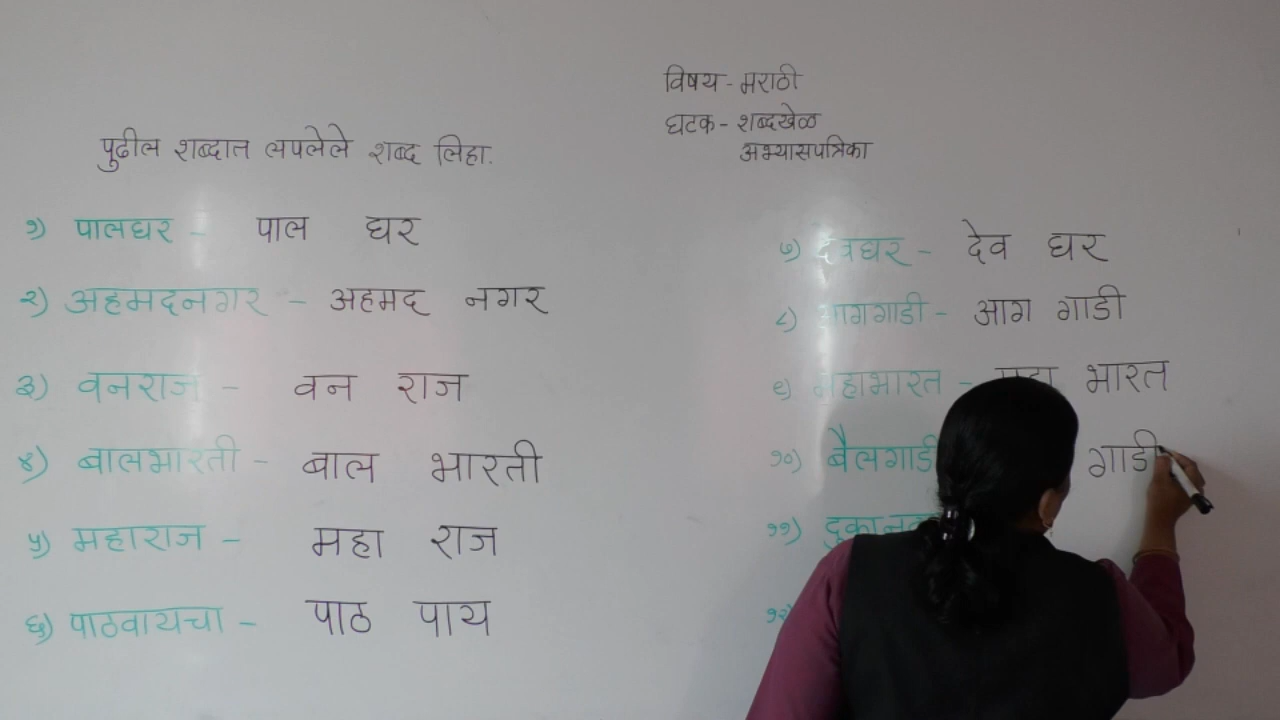 विषय - मराठी
घटक - शब्दखेळ
अभ्यासपत्रिका
पुढील शब्दात लपलेले शब्द लिहा.
१) पालघर - पाल घर
२) अहमदनगर - अहमद नगर
३) वनराज - वन राज
४) बालभारती - बाल भारती
५) महाराज - महा राज
६) पाठवायचा - पाठ पाय
७) देवघर - देव घर
८) आगगाडी - आग गाडी
९) महाभारत - महा भारत
१०) बैलगाडी गाडी
११)
१२)